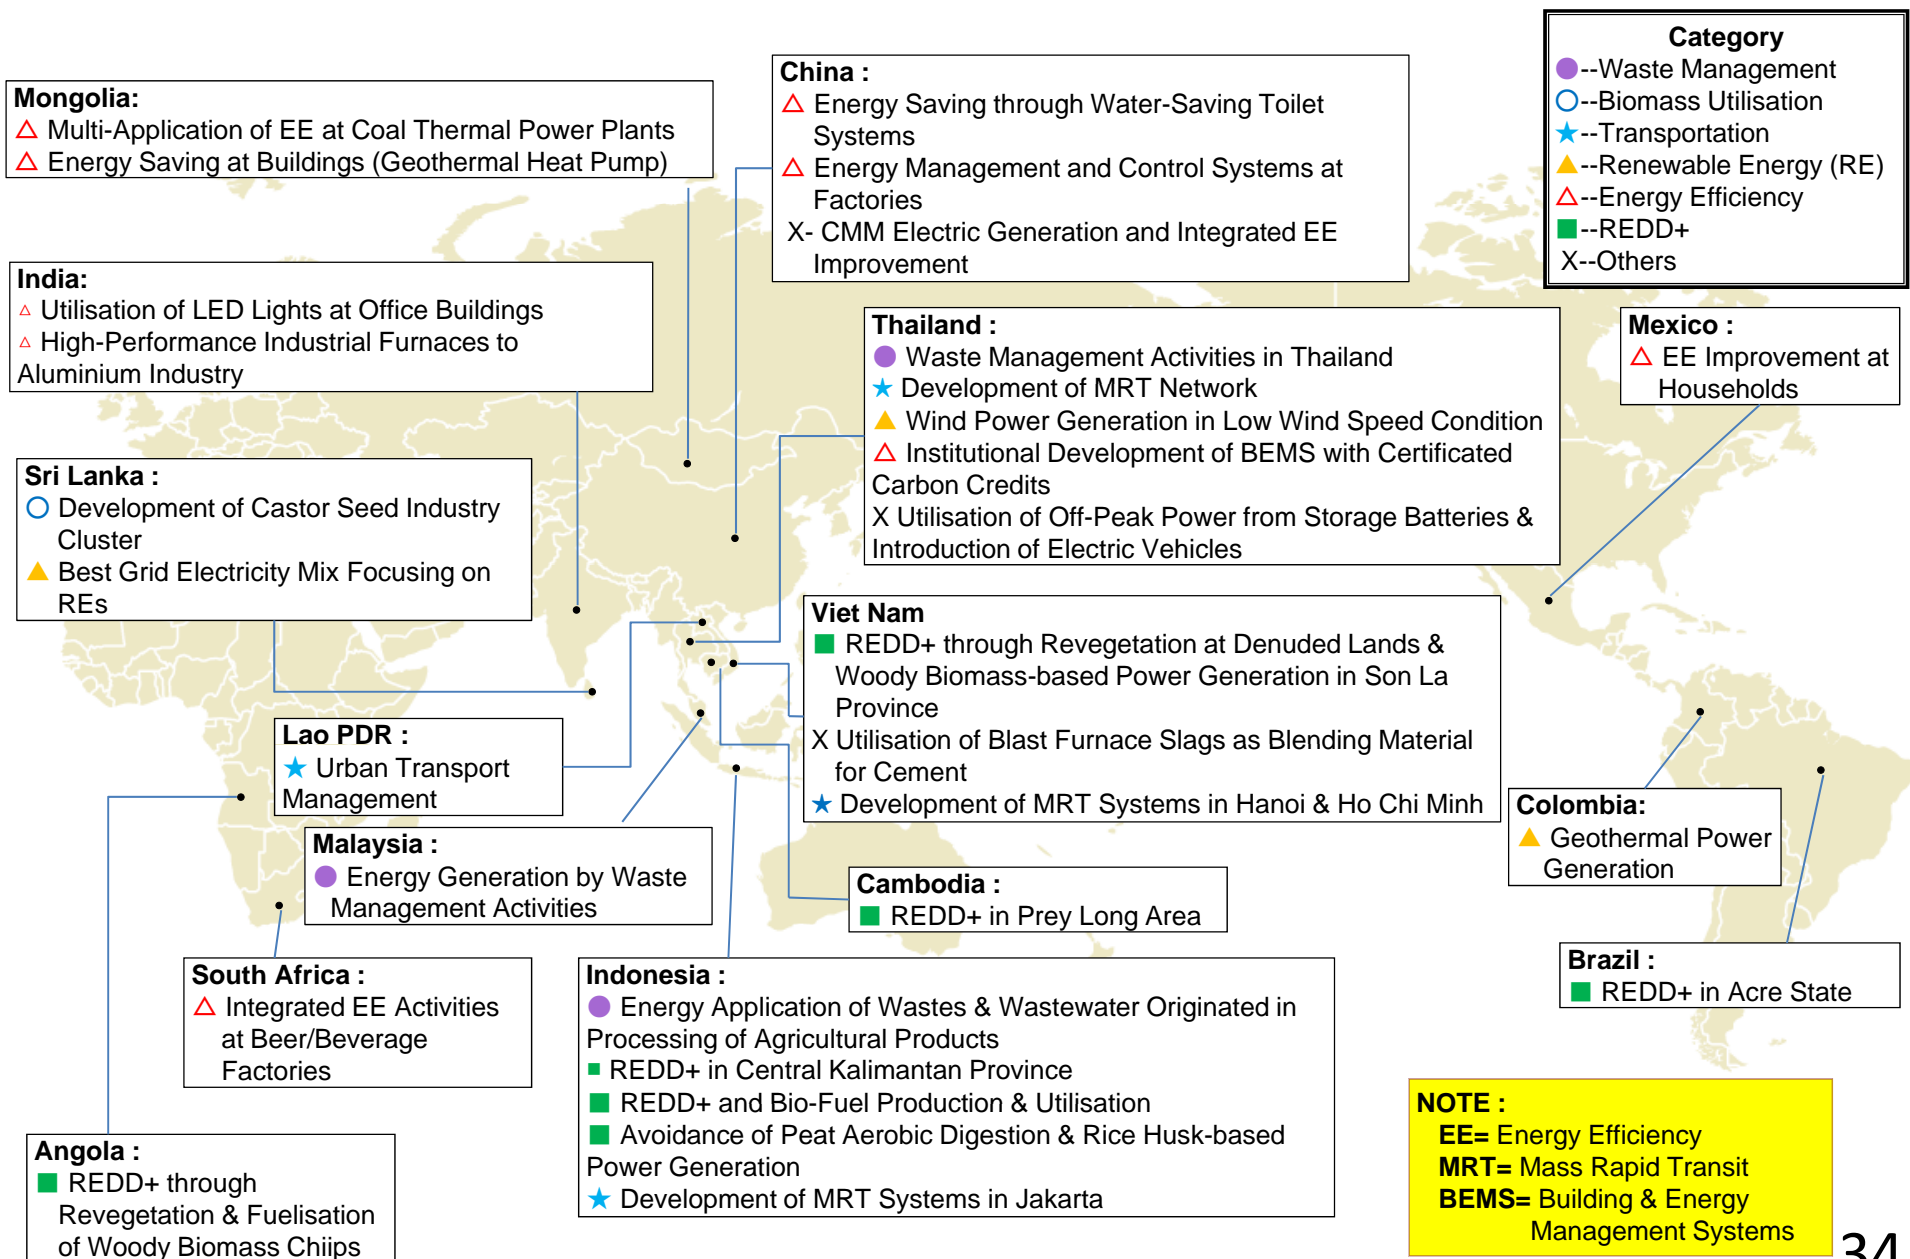 Category
--Waste Management
--Biomass Utilisation
--Transportation
--Renewable Energy (RE)
--Energy Efficiency
--REDD+
X--Others
Mongolia:
Multi-Application of EE at Coal Thermal Power Plants
Energy Saving at Buildings (Geothermal Heat Pump)
China :
Energy Saving through Water-Saving Toilet
Systems
Energy Management and Control Systems at
Factories
X- CMM Electric Generation and Integrated EE
Improvement
India:
Utilisation of LED Lights at Office Buildings
High-Performance Industrial Furnaces to
Aluminium Industry
Thailand :
Waste Management Activities in Thailand
Development of MRT Network
Wind Power Generation in Low Wind Speed Condition
Institutional Development of BEMS with Certificated
Carbon Credits
X Utilisation of Off-Peak Power from Storage Batteries &
Introduction of Electric Vehicles
Mexico :
EE Improvement at
Households
Sri Lanka :
Development of Castor Seed Industry
Cluster
Best Grid Electricity Mix Focusing on
REs
Viet Nam
REDD+ through Revegetation at Denuded Lands &
Woody Biomass-based Power Generation in Son La
Province
X Utilisation of Blast Furnace Slags as Blending Material
for Cement
Development of MRT Systems in Hanoi & Ho Chi Minh
Lao PDR :
Urban Transport
Management
Colombia:
Geothermal Power
Generation
Malaysia :
Energy Generation by Waste
Management Activities
Cambodia :
REDD+ in Prey Long Area
Brazil :
REDD+ in Acre State
South Africa :
Integrated EE Activities
at Beer/Beverage
Factories
Indonesia :
Energy Application of Wastes & Wastewater Originated in
Processing of Agricultural Products
REDD+ in Central Kalimantan Province
REDD+ and Bio-Fuel Production & Utilisation
Avoidance of Peat Aerobic Digestion & Rice Husk-based
Power Generation
Development of MRT Systems in Jakarta
Angola :
REDD+ through
Revegetation & Fuelisation
of Woody Biomass Chiips
NOTE :
EE= Energy Efficiency
MRT= Mass Rapid Transit
BEMS= Building & Energy
Management Systems
34